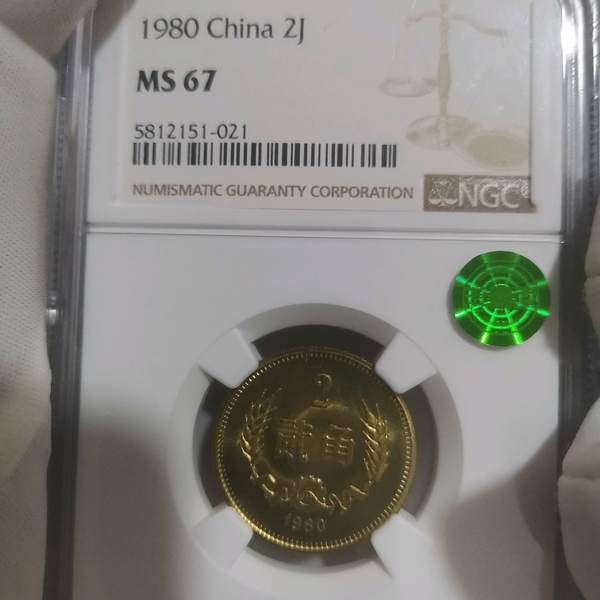 1980 China 2J
MS 67
5812151-021
NUMISMATIC GUARANTY CORPORATION
NGC
2
贰角
1980